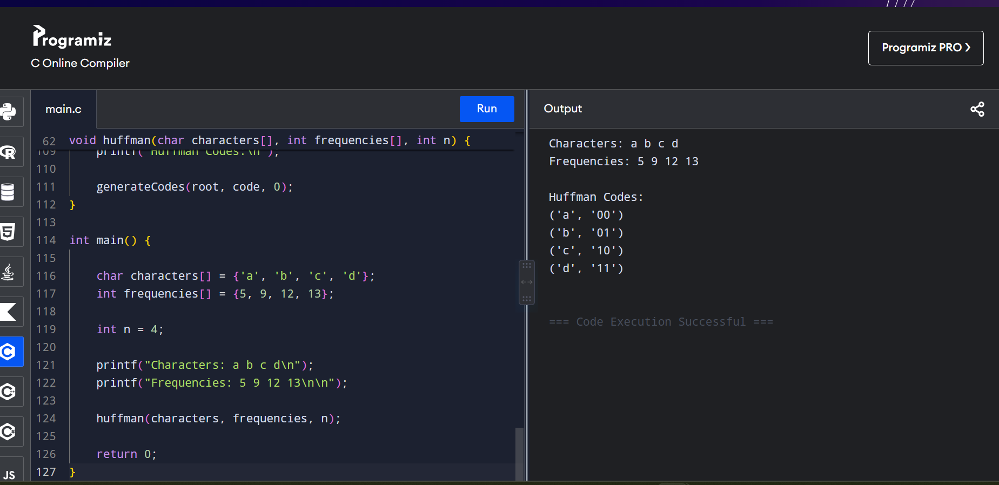 Programiz
C Online Compiler
Programiz PRO ❯
main.c
Run
62 void huffman(char characters[], int frequencies[], int n) {
109     printf("Huffman Codes:\n");
110
111     generateCodes(root, code, 0);
112 }
113
114 int main() {
115
116     char characters[] = {'a', 'b', 'c', 'd'};
117     int frequencies[] = {5, 9, 12, 13};
118
119     int n = 4;
120
121     printf("Characters: a b c d\n");
122     printf("Frequencies: 5 9 12 13\n\n");
123
124     huffman(characters, frequencies, n);
125
126     return 0;
127 }
Output
Characters: a b c d
Frequencies: 5 9 12 13
Huffman Codes:
('a', '00')
('b', '01')
('c', '10')
('d', '11')
=== Code Execution Successful ===
R
5
C
C++
C#
JS